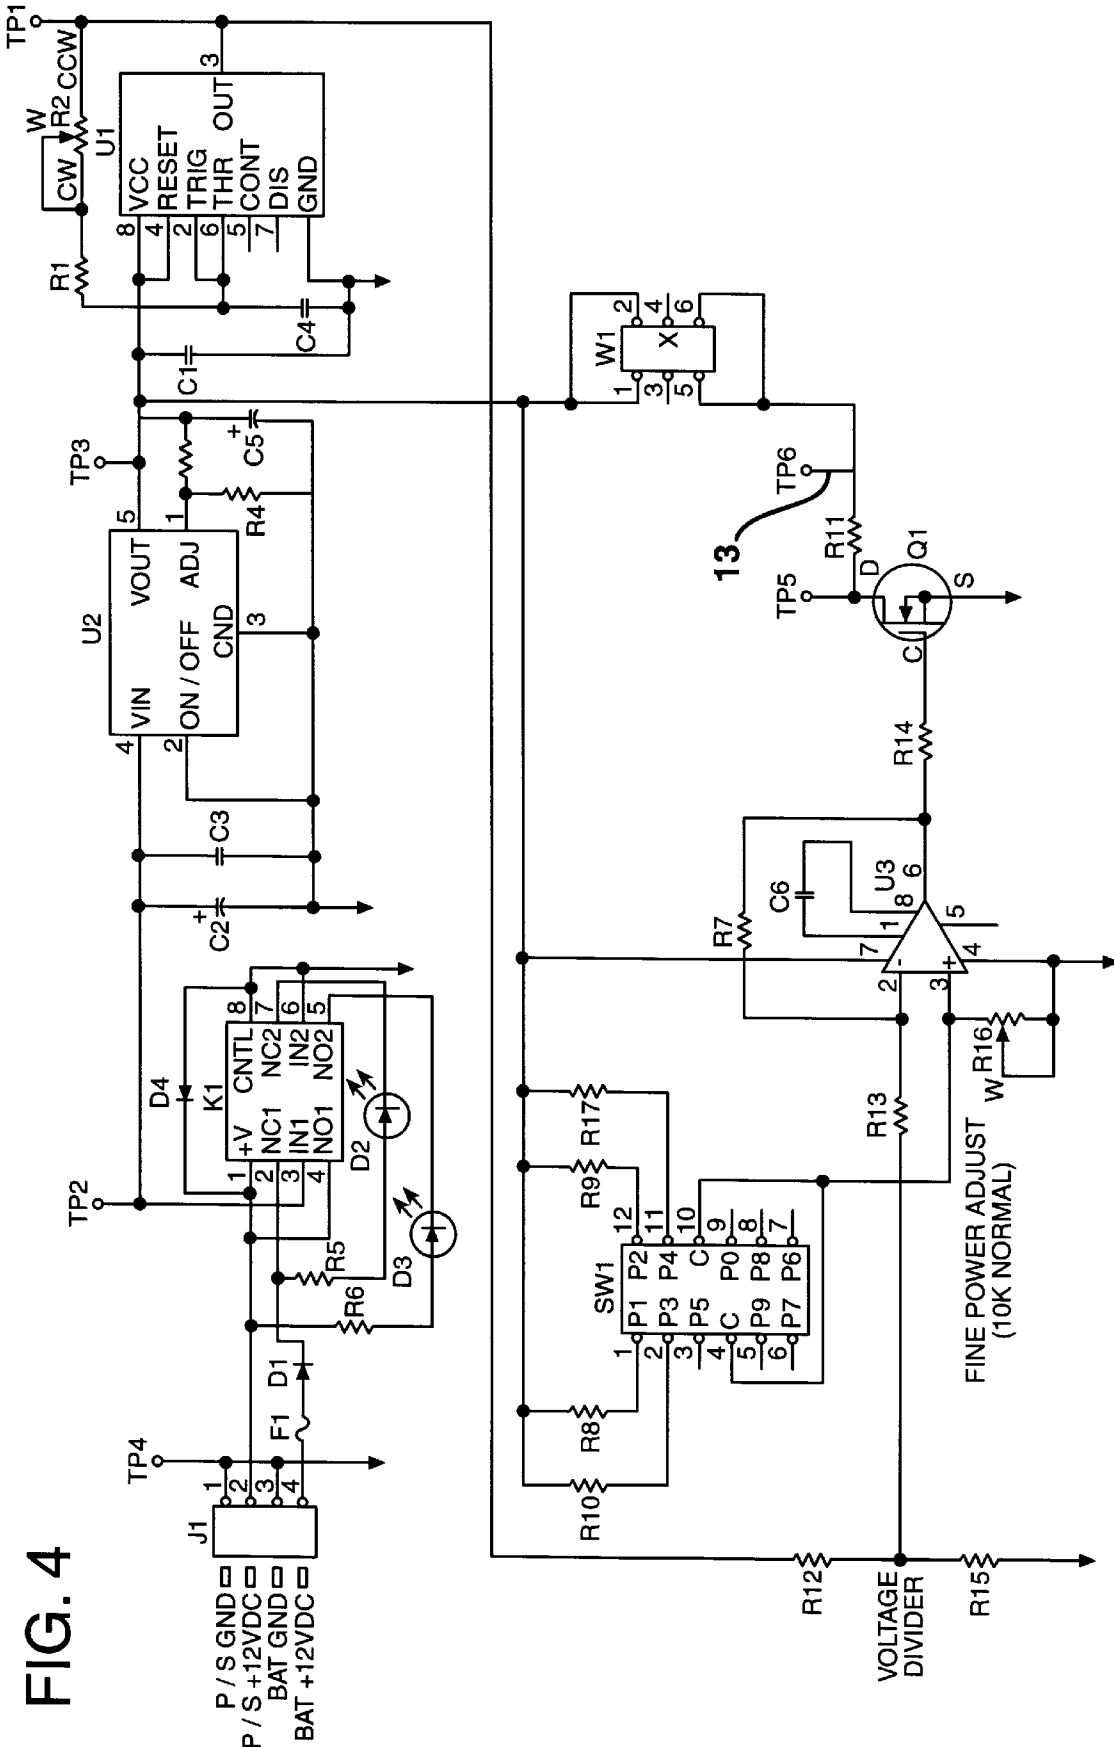 FIG. 4
P / S GND
P / S +12VDC
BAT GND
BAT +12VDC
J1
1
2
3
4
TP4
F1
D1
R6
R5
TP2
D4
K1
1
2
3
4
+V
NC1
IN1
NO1
CNTL
NC2
IN2
NO2
8
7
6
5
D2
D3
C2
+
C3
U2
4
2
VIN
ON / OFF
VOUT
ADJ
CND
5
1
3
R4
TP3
C5
+
C1
C4
R1
CW
W
R2
CCW
U1
8
4
2
6
5
7
VCC
RESET
TRIG
THR
CONT
DIS
GND
OUT
3
TP1
R10
R8
SW1
1
2
3
4
5
6
P1
P3
P5
C
P9
P7
P2
P4
C
P0
P8
P6
12
11
10
9
8
7
R9
R17
W1
1
3
5
X
2
4
6
13
TP6
R11
TP5
D
Q1
C
S
R14
R7
C6
U3
7
1
8
6
5
4
2
3
-
+
R13
R16
W
FINE POWER ADJUST
(10K NORMAL)
R12
VOLTAGE
DIVIDER
R15